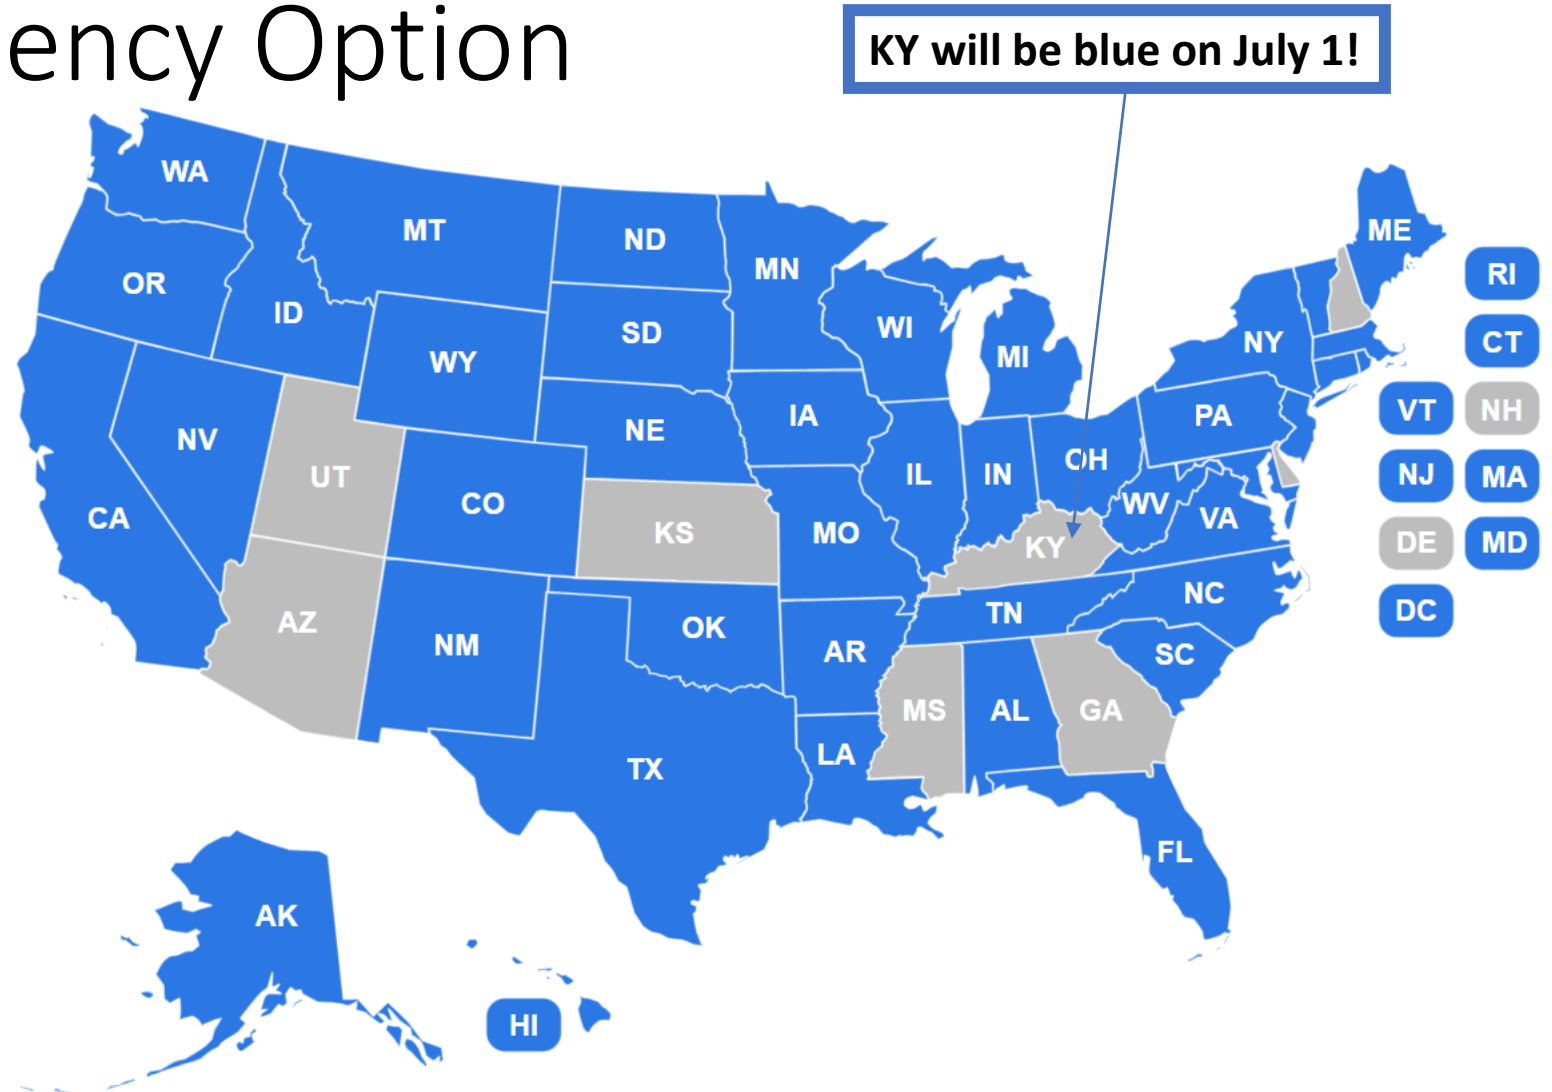 ency Option
KY will be blue on July 1!
WA
MT
ND
MN
ME
OR
ID
SD
WI
MI
NY
RI
CT
WY
NE
IA
PA
VT
NH
NV
UT
CO
KS
MO
IL
IN
OH
WV
VA
NJ
MA
CA
KY
DE
MD
AZ
NM
OK
AR
TN
NC
SC
DC
TX
LA
MS
AL
GA
FL
AK
HI